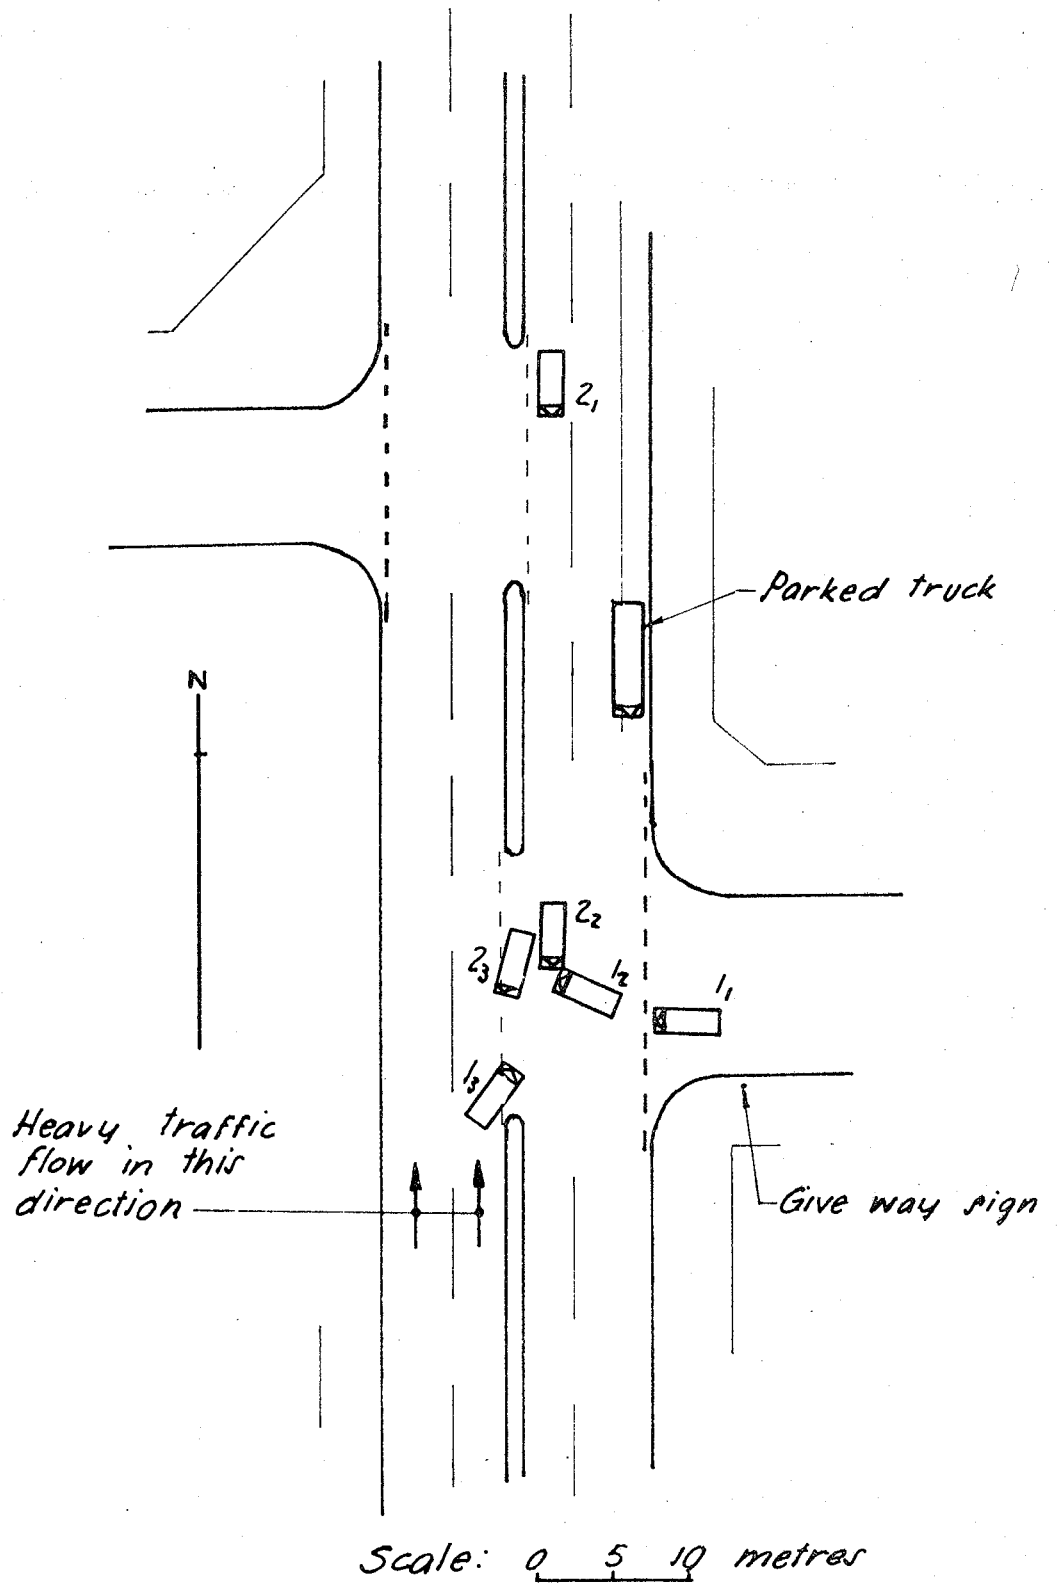 2₁
Parked truck
N
2₂
2₃
1₂
1₁
1₃
Heavy traffic
flow in this
direction
Give way sign
Scale: 0 5 10 metres